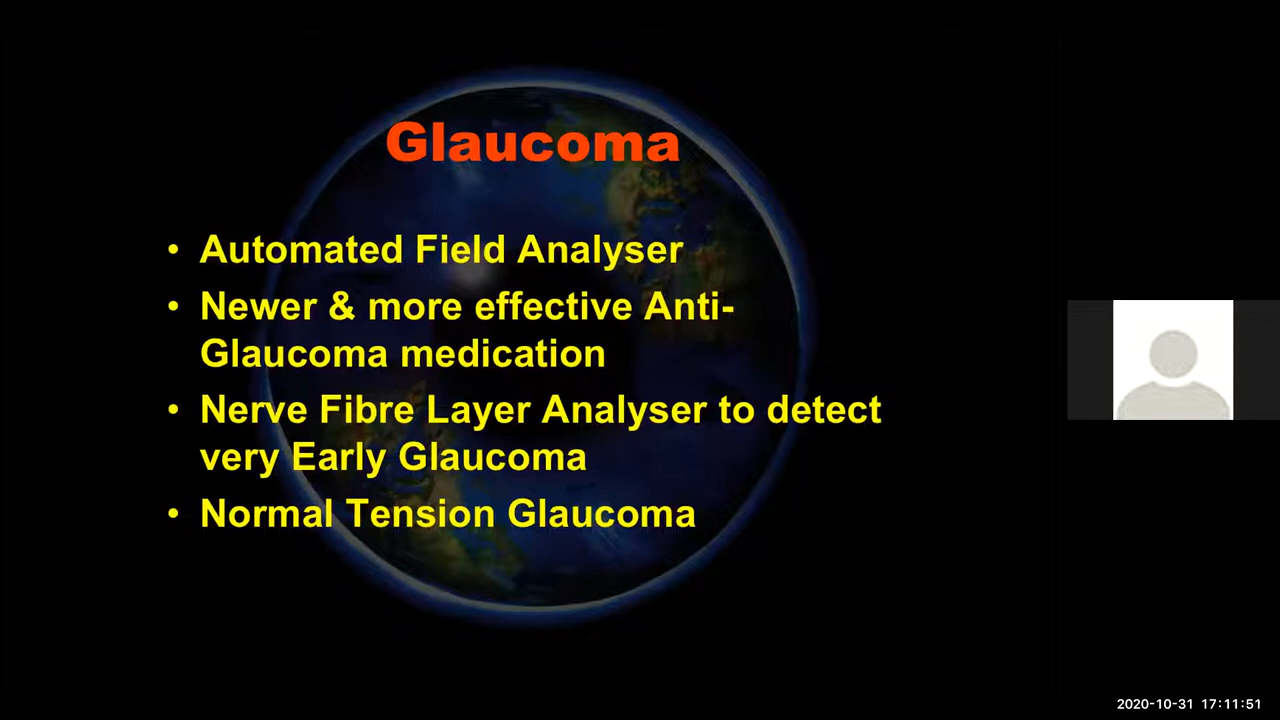 Glaucoma
• Automated Field Analyser
• Newer & more effective Anti-
Glaucoma medication
• Nerve Fibre Layer Analyser to detect
very Early Glaucoma
• Normal Tension Glaucoma
2020-10-31 17:11:51